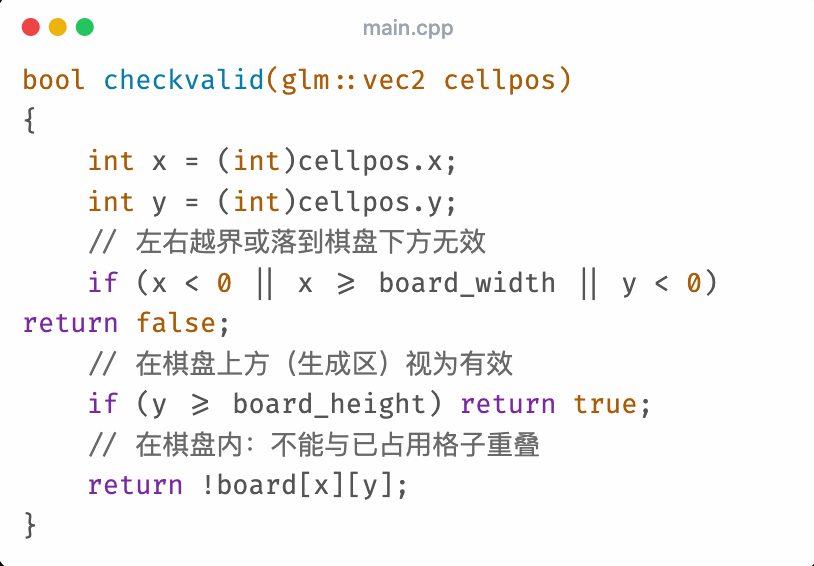 main.cpp
bool checkvalid(glm::vec2 cellpos)
{
    int x = (int)cellpos.x;
    int y = (int)cellpos.y;
    // 左右越界或落到棋盘下方无效
    if (x < 0 || x >= board_width || y < 0)
return false;
    // 在棋盘上方（生成区）视为有效
    if (y >= board_height) return true;
    // 在棋盘内：不能与已占用格子重叠
    return !board[x][y];
}